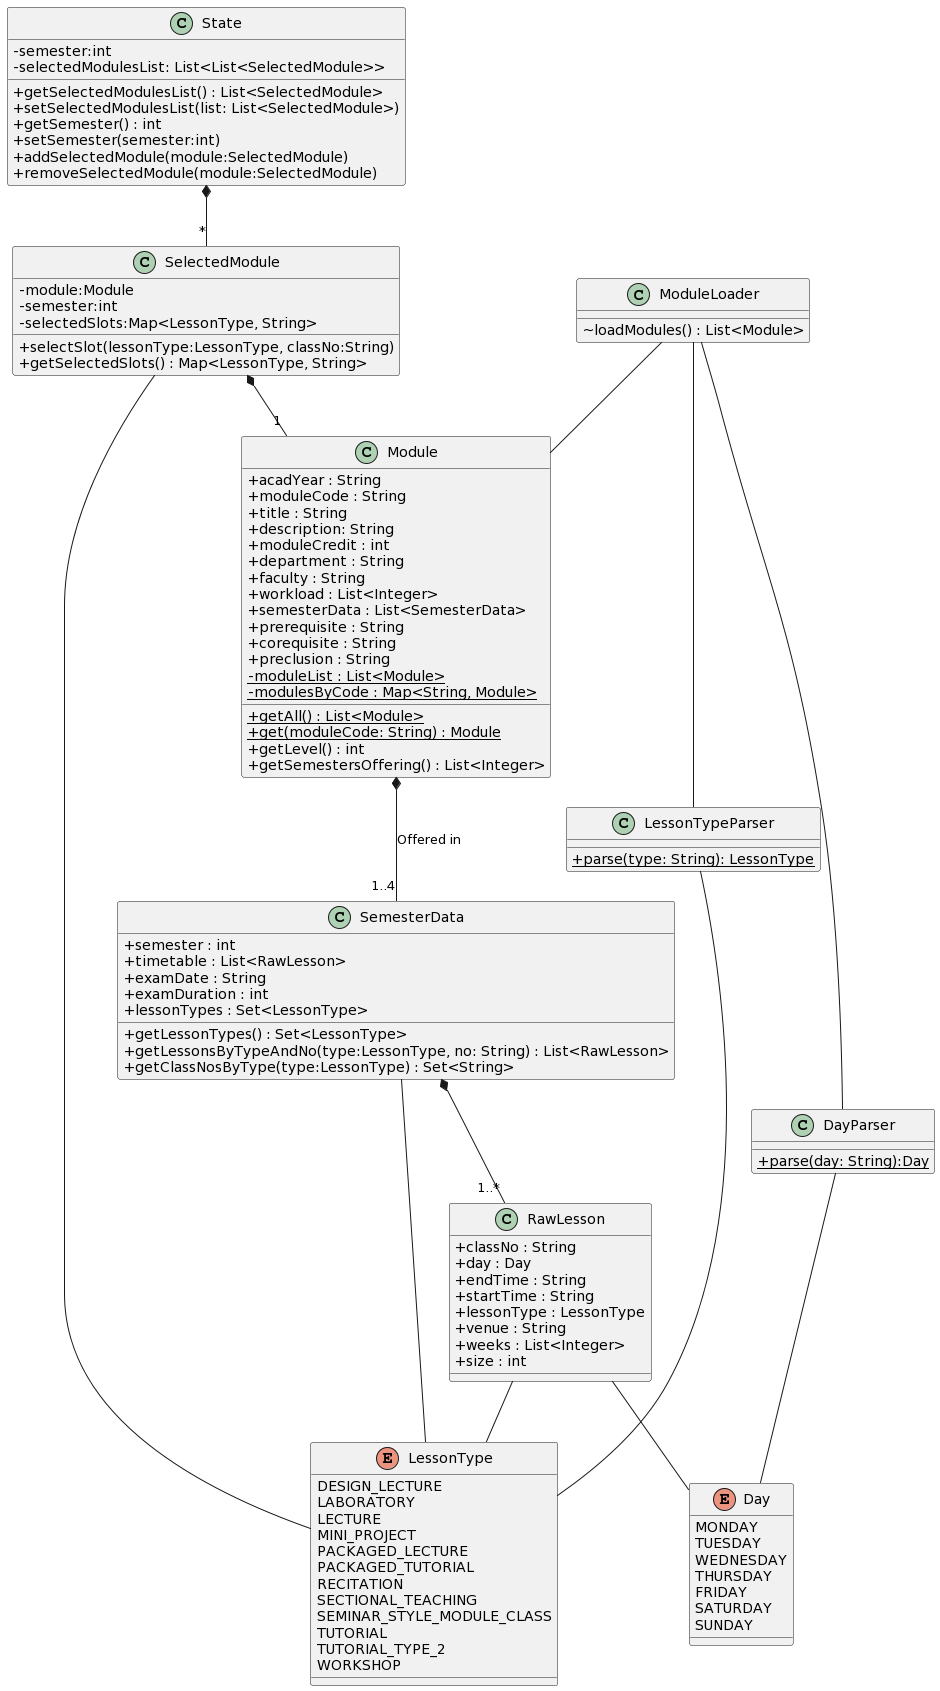 C State
-semester:int
-selectedModulesList: List<List<SelectedModule>>
+getSelectedModulesList() : List<SelectedModule>
+setSelectedModulesList(list: List<SelectedModule>)
+getSemester() : int
+setSemester(semester:int)
+addSelectedModule(module:SelectedModule)
+removeSelectedModule(module:SelectedModule)
*
C SelectedModule
-module:Module
-semester:int
-selectedSlots:Map<LessonType, String>
+selectSlot(lessonType:LessonType, classNo:String)
+getSelectedSlots() : Map<LessonType, String>
C ModuleLoader
~loadModules() : List<Module>
1
C Module
+acadYear : String
+moduleCode : String
+title : String
+description: String
+moduleCredit : int
+department : String
+faculty : String
+workload : List<Integer>
+semesterData : List<SemesterData>
+prerequisite : String
+corequisite : String
+preclusion : String
-moduleList : List<Module>
-modulesByCode : Map<String, Module>
+getAll() : List<Module>
+get(moduleCode: String) : Module
+getLevel() : int
+getSemestersOffering() : List<Integer>
C LessonTypeParser
+parse(type: String): LessonType
Offered in
1..4
C SemesterData
+semester : int
+timetable : List<RawLesson>
+examDate : String
+examDuration : int
+lessonTypes : Set<LessonType>
+getLessonTypes() : Set<LessonType>
+getLessonsByTypeAndNo(type:LessonType, no: String) : List<RawLesson>
+getClassNosByType(type:LessonType) : Set<String>
C DayParser
+parse(day: String):Day
1..*
C RawLesson
+classNo : String
+day : Day
+endTime : String
+startTime : String
+lessonType : LessonType
+venue : String
+weeks : List<Integer>
+size : int
E LessonType
DESIGN_LECTURE
LABORATORY
LECTURE
MINI_PROJECT
PACKAGED_LECTURE
PACKAGED_TUTORIAL
RECITATION
SECTIONAL_TEACHING
SEMINAR_STYLE_MODULE_CLASS
TUTORIAL
TUTORIAL_TYPE_2
WORKSHOP
E Day
MONDAY
TUESDAY
WEDNESDAY
THURSDAY
FRIDAY
SATURDAY
SUNDAY